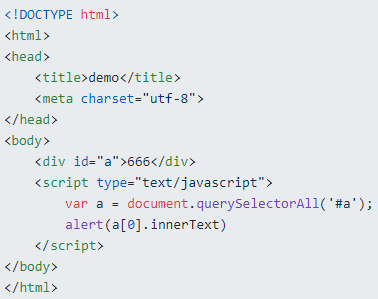 <!DOCTYPE html>
<html>
<head>
    <title>demo</title>
    <meta charset="utf-8">
</head>
<body>
    <div id="a">666</div>
    <script type="text/javascript">
        var a = document.querySelectorAll('#a');
        alert(a[0].innerText)
    </script>
</body>
</html>